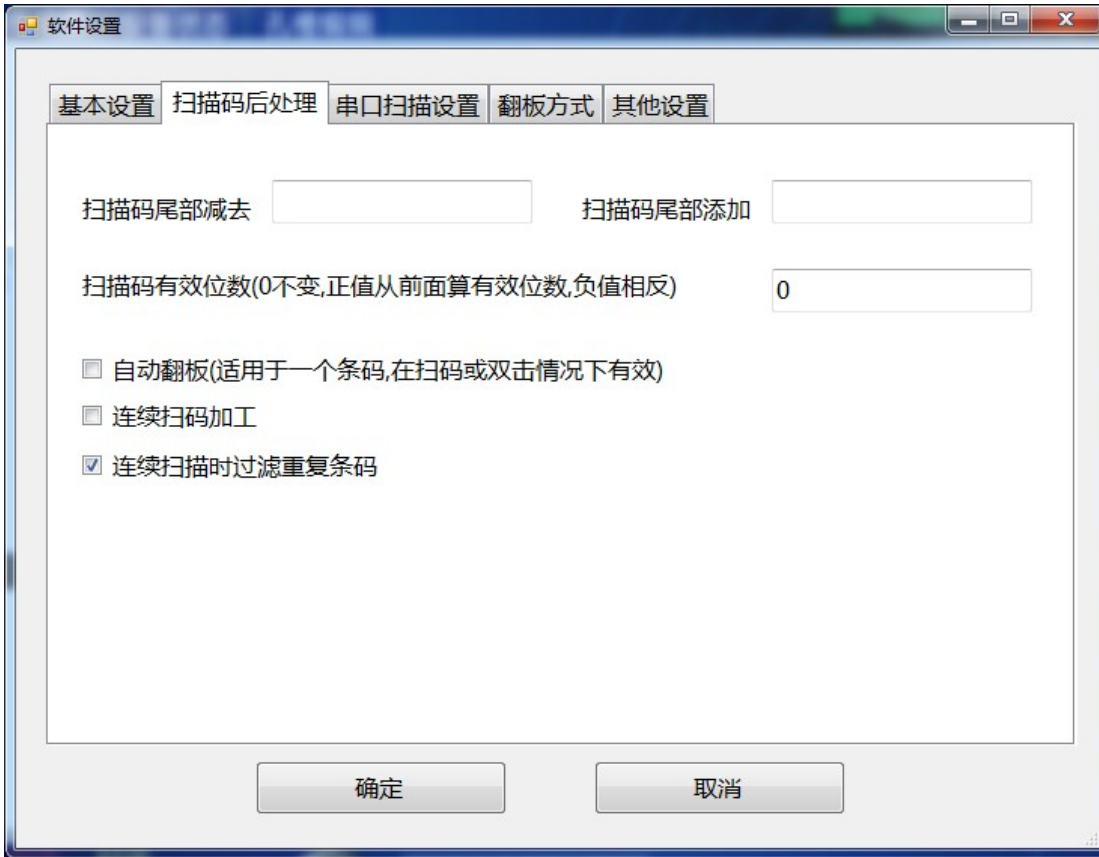 软件设置
基本设置 扫描码后处理 串口扫描设置 翻板方式 其他设置
扫描码尾部减去 扫描码尾部添加
扫描码有效位数(0不变,正值从前面算有效位数,负值相反) 0
自动翻板(适用于一个条码,在扫码或双击情况下有效)
连续扫码加工
连续扫描时过滤重复条码
确定 取消